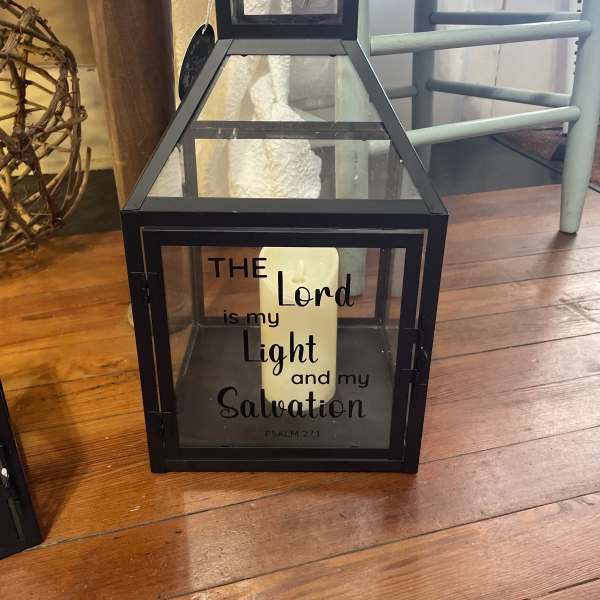 THE
Lord
is my
Light
and my
Salvation
PSALM 27:1